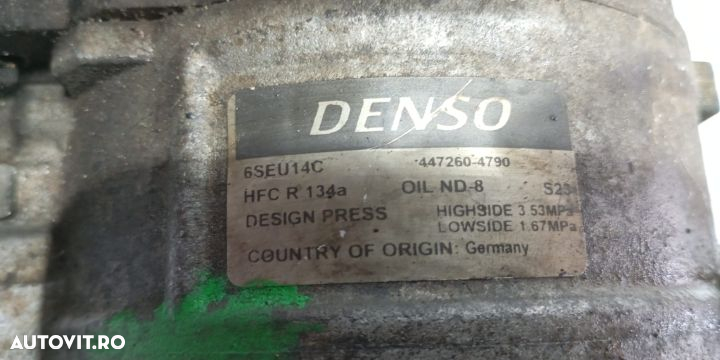 DENSO
6SEU14C 447260-4790
HFC R 134a OIL ND-8 S23
DESIGN PRESS HIGHSIDE 3.53MPa
LOWSIDE 1.67MPa
COUNTRY OF ORIGIN: Germany
AUTOVIT.RO